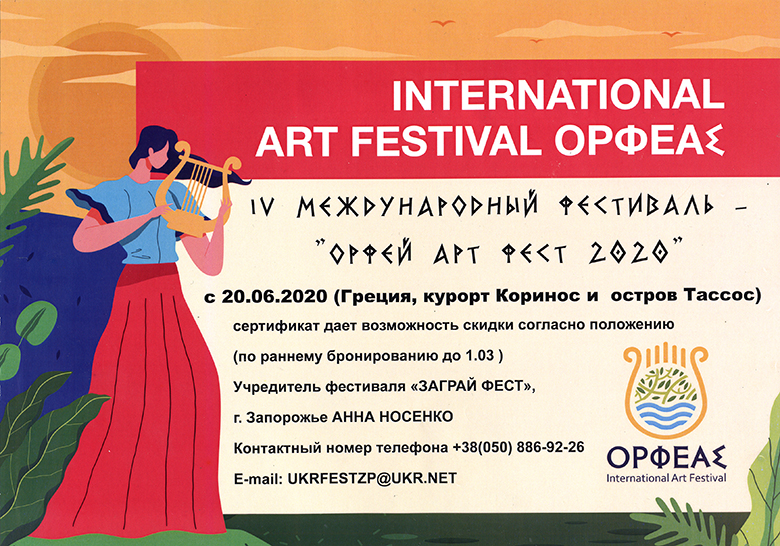 INTERNATIONAL
ART FESTIVAL ΟΡΦΕΑΣ
IV МЕЖДУНАРОДНЫЙ ФЕСТИВАЛЬ –
"ОРФЕЙ АРТ ФЕСТ 2020"
с 20.06.2020 (Греция, курорт Коринос и остров Тассос)
сертификат дает возможность скидки согласно положению
(по раннему бронированию до 1.03 )
Учредитель фестиваля «ЗАГРАЙ ФЕСТ»,
г. Запорожье АННА НОСЕНКО
Контактный номер телефона +38(050) 886-92-26
E-mail: UKRFESTZP@UKR.NET
ΟΡΦΕΑΣ
International Art Festival